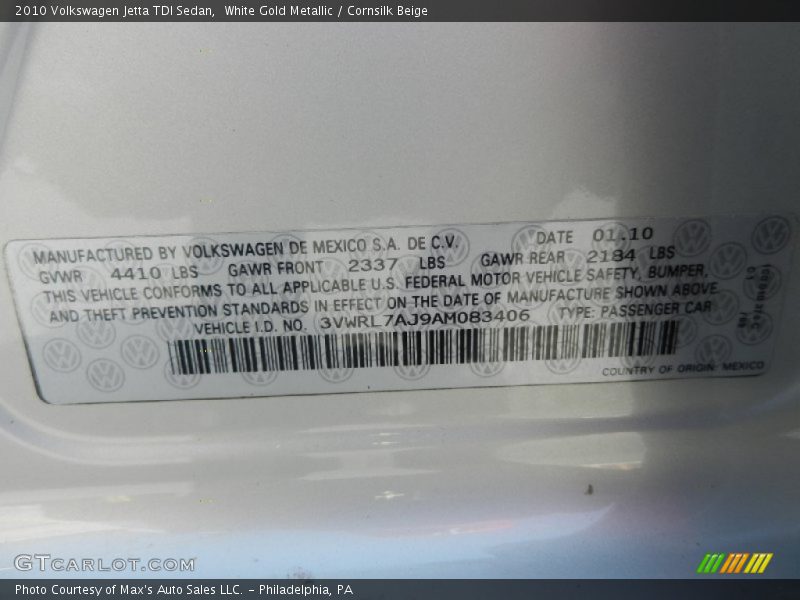 2010 Volkswagen Jetta TDI Sedan, White Gold Metallic / Cornsilk Beige
MANUFACTURED BY VOLKSWAGEN DE MEXICO S.A. DE C.V. DATE 01.10
GVWR 4410 LBS GAWR FRONT 2337 LBS GAWR REAR 2184 LBS
THIS VEHICLE CONFORMS TO ALL APPLICABLE U.S. FEDERAL MOTOR VEHICLE SAFETY, BUMPER,
AND THEFT PREVENTION STANDARDS IN EFFECT ON THE DATE OF MANUFACTURE SHOWN ABOVE
VEHICLE I.D. NO. 3VWRL7AJ9AM083406 TYPE: PASSENGER CAR
COUNTRY OF ORIGIN: MEXICO
GTCARLOT.COM
Photo Courtesy of Max's Auto Sales LLC. - Philadelphia, PA